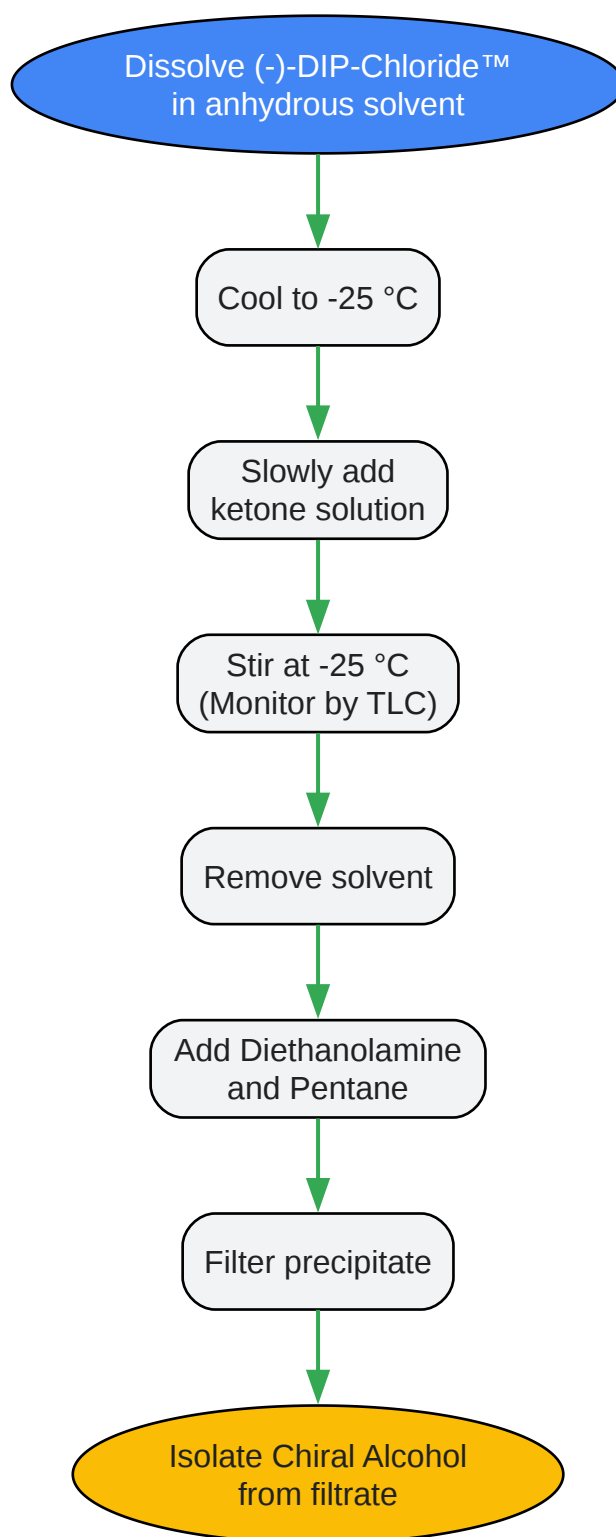 Dissolve (-)-DIP-Chloride™
in anhydrous solvent
Cool to -25 °C
Slowly add
ketone solution
Stir at -25 °C
(Monitor by TLC)
Remove solvent
Add Diethanolamine
and Pentane
Filter precipitate
Isolate Chiral Alcohol
from filtrate